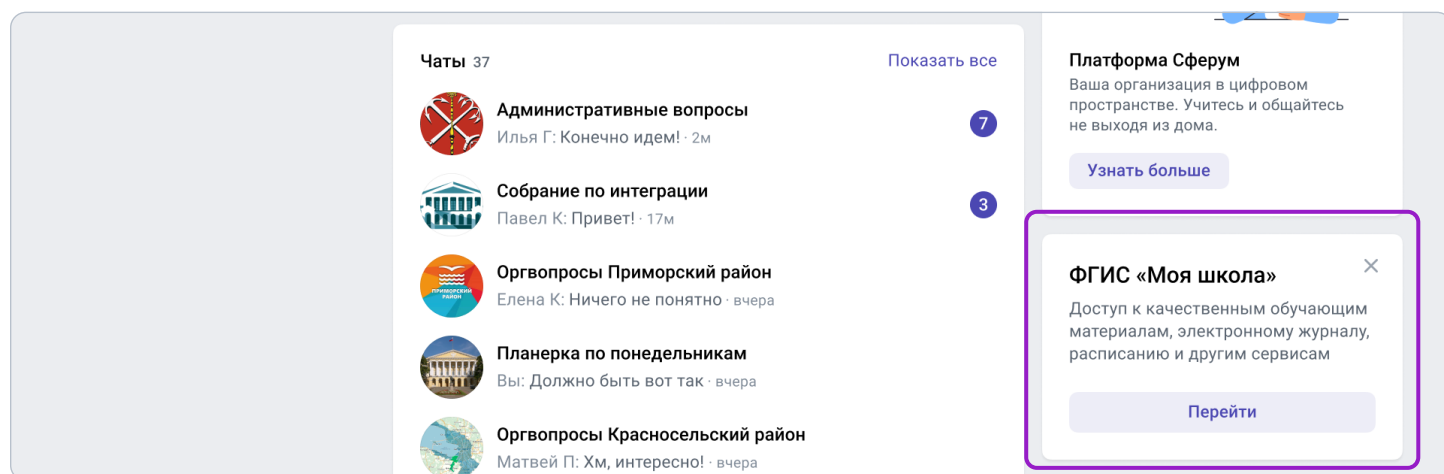 Чаты 37
Показать все
Административные вопросы
Илья Г: Конечно идем! · 2м
7
Собрание по интеграции
Павел К: Привет! · 17м
3
ПРИМОРСКИЙ
РАЙОН
Оргвопросы Приморский район
Елена К: Ничего не понятно · вчера
Планерка по понедельникам
Вы: Должно быть вот так · вчера
Оргвопросы Красносельский район
Матвей П: Хм, интересно! · вчера
Платформа Сферум
Ваша организация в цифровом
пространстве. Учитесь и общайтесь
не выходя из дома.
Узнать больше
ФГИС «Моя школа»
Доступ к качественным обучающим
материалам, электронному журналу,
расписанию и другим сервисам
Перейти